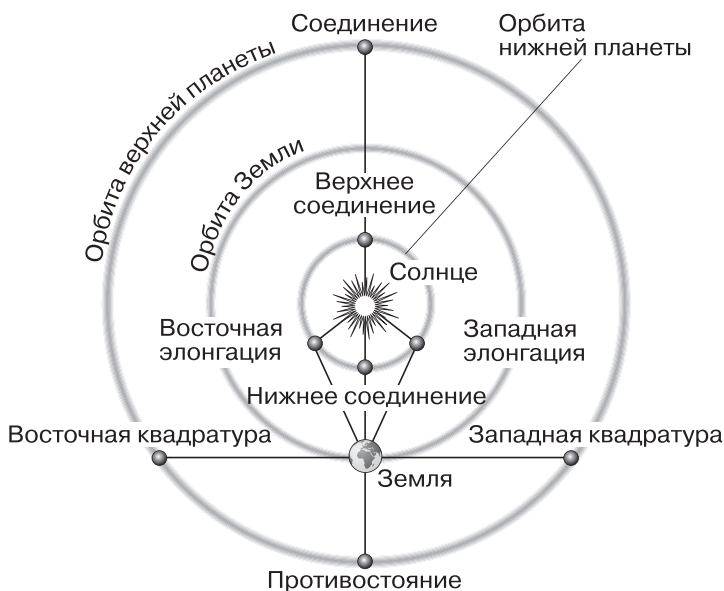 Соединение
Орбита
нижней планеты
Орбита верхней планеты
Орбита Земли
Верхнее
соединение
Солнце
Восточная
элонгация
Западная
элонгация
Нижнее соединение
Восточная квадратура
Западная квадратура
Земля
Противостояние